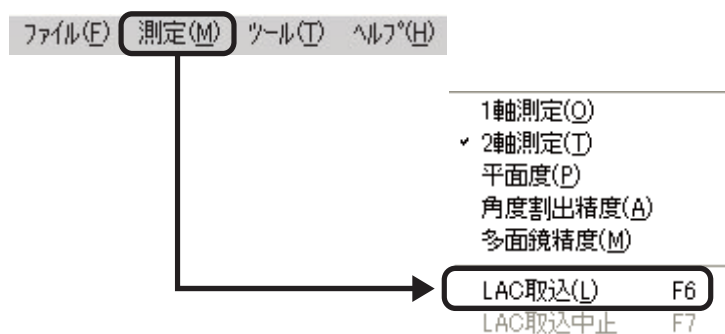 ﾌｧｲﾙ(F) 測定(M) ﾂｰﾙ(T) ﾍﾙﾌﾟ(H)
1軸測定(O)
✓ 2軸測定(T)
平面度(P)
角度割出精度(A)
多面鏡精度(M)
LAC取込(L) F6
LAC取込中止 F7